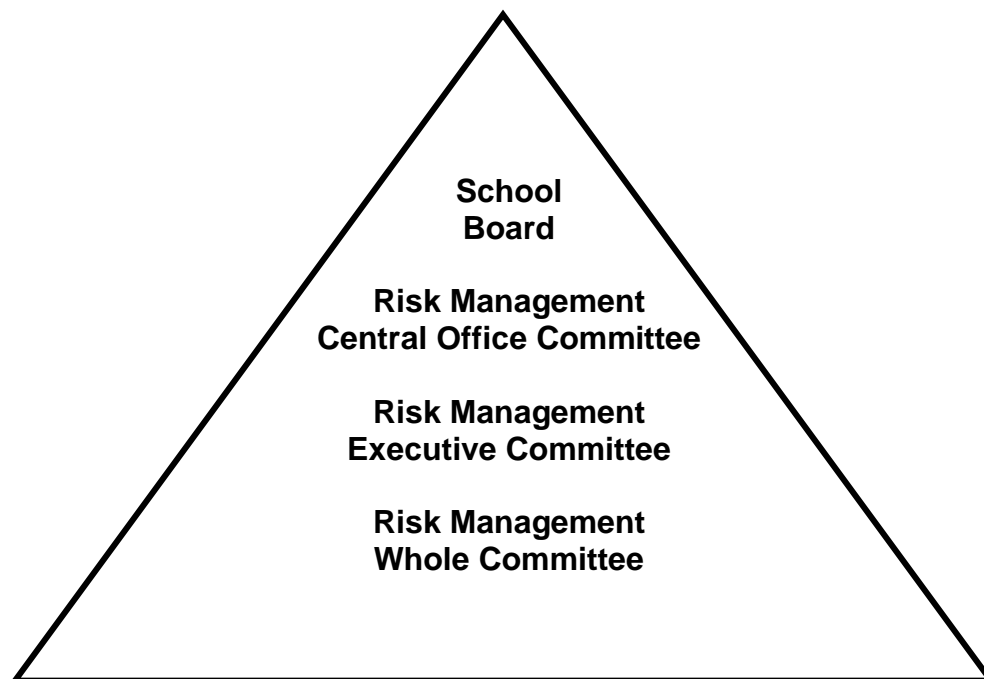 School
Board
Risk Management
Central Office Committee
Risk Management
Executive Committee
Risk Management
Whole Committee